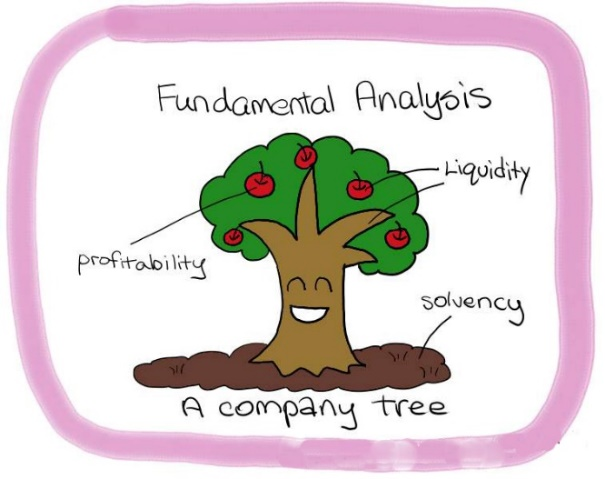 Fundamental Analysis
Liquidity
profitability
solvency
A company tree